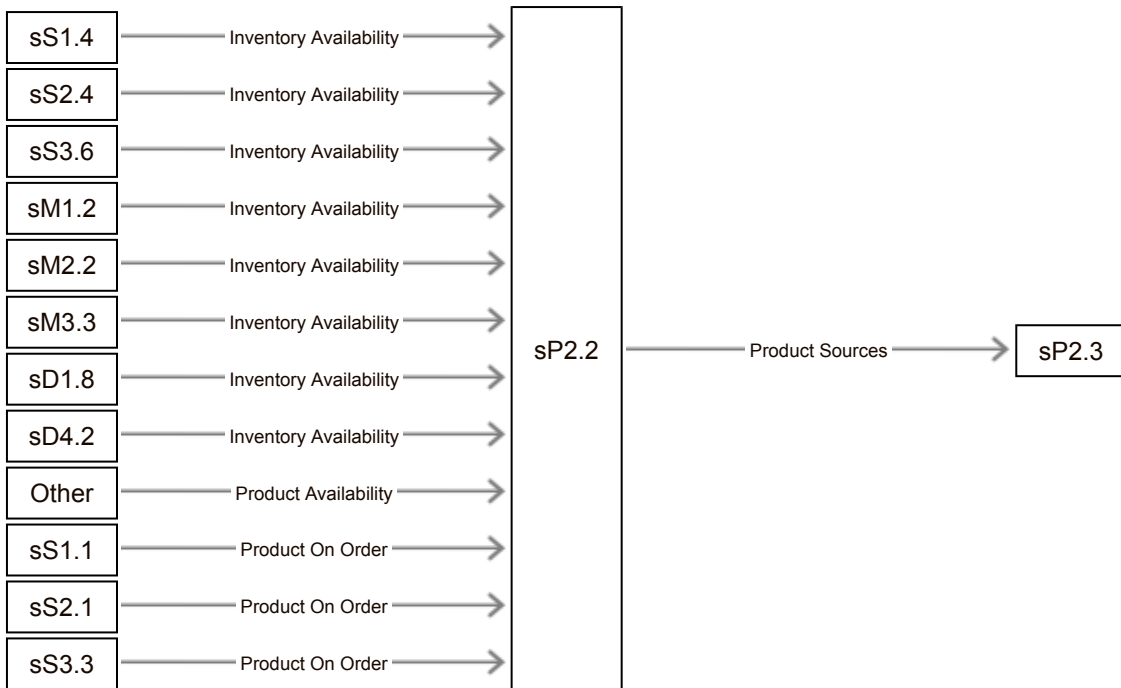 sS1.4 Inventory Availability
sS2.4 Inventory Availability
sS3.6 Inventory Availability
sM1.2 Inventory Availability
sM2.2 Inventory Availability
sM3.3 Inventory Availability
sP2.2 Product Sources sP2.3
sD1.8 Inventory Availability
sD4.2 Inventory Availability
Other Product Availability
sS1.1 Product On Order
sS2.1 Product On Order
sS3.3 Product On Order